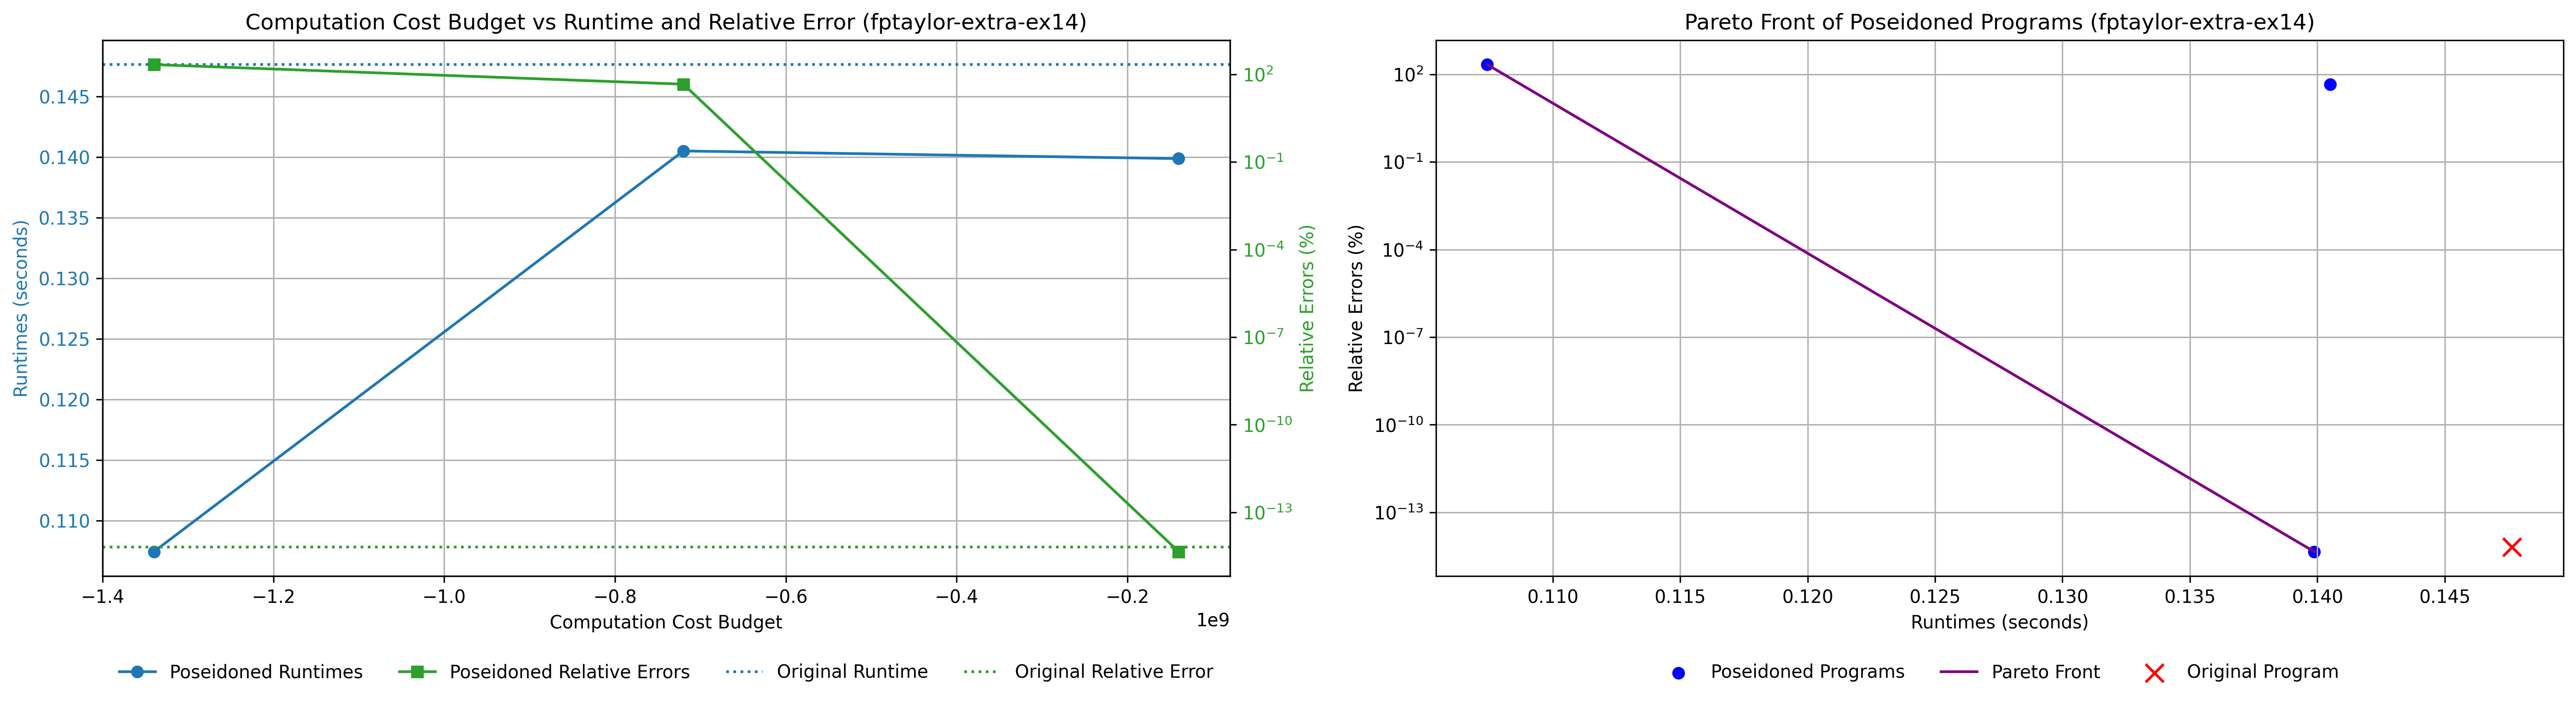 Computation Cost Budget vs Runtime and Relative Error (fptaylor-extra-ex14)
Runtimes (seconds)
0.145
0.140
0.135
0.130
0.125
0.120
0.115
0.110
10²
10⁻¹
10⁻⁴
10⁻⁷
10⁻¹⁰
10⁻¹³
Relative Errors (%)
−1.4 −1.2 −1.0 −0.8 −0.6 −0.4 −0.2
1e9
Computation Cost Budget
Poseidoned Runtimes Poseidoned Relative Errors Original Runtime Original Relative Error
Pareto Front of Poseidoned Programs (fptaylor-extra-ex14)
Relative Errors (%)
10²
10⁻¹
10⁻⁴
10⁻⁷
10⁻¹⁰
10⁻¹³
0.110 0.115 0.120 0.125 0.130 0.135 0.140 0.145
Runtimes (seconds)
Poseidoned Programs Pareto Front Original Program